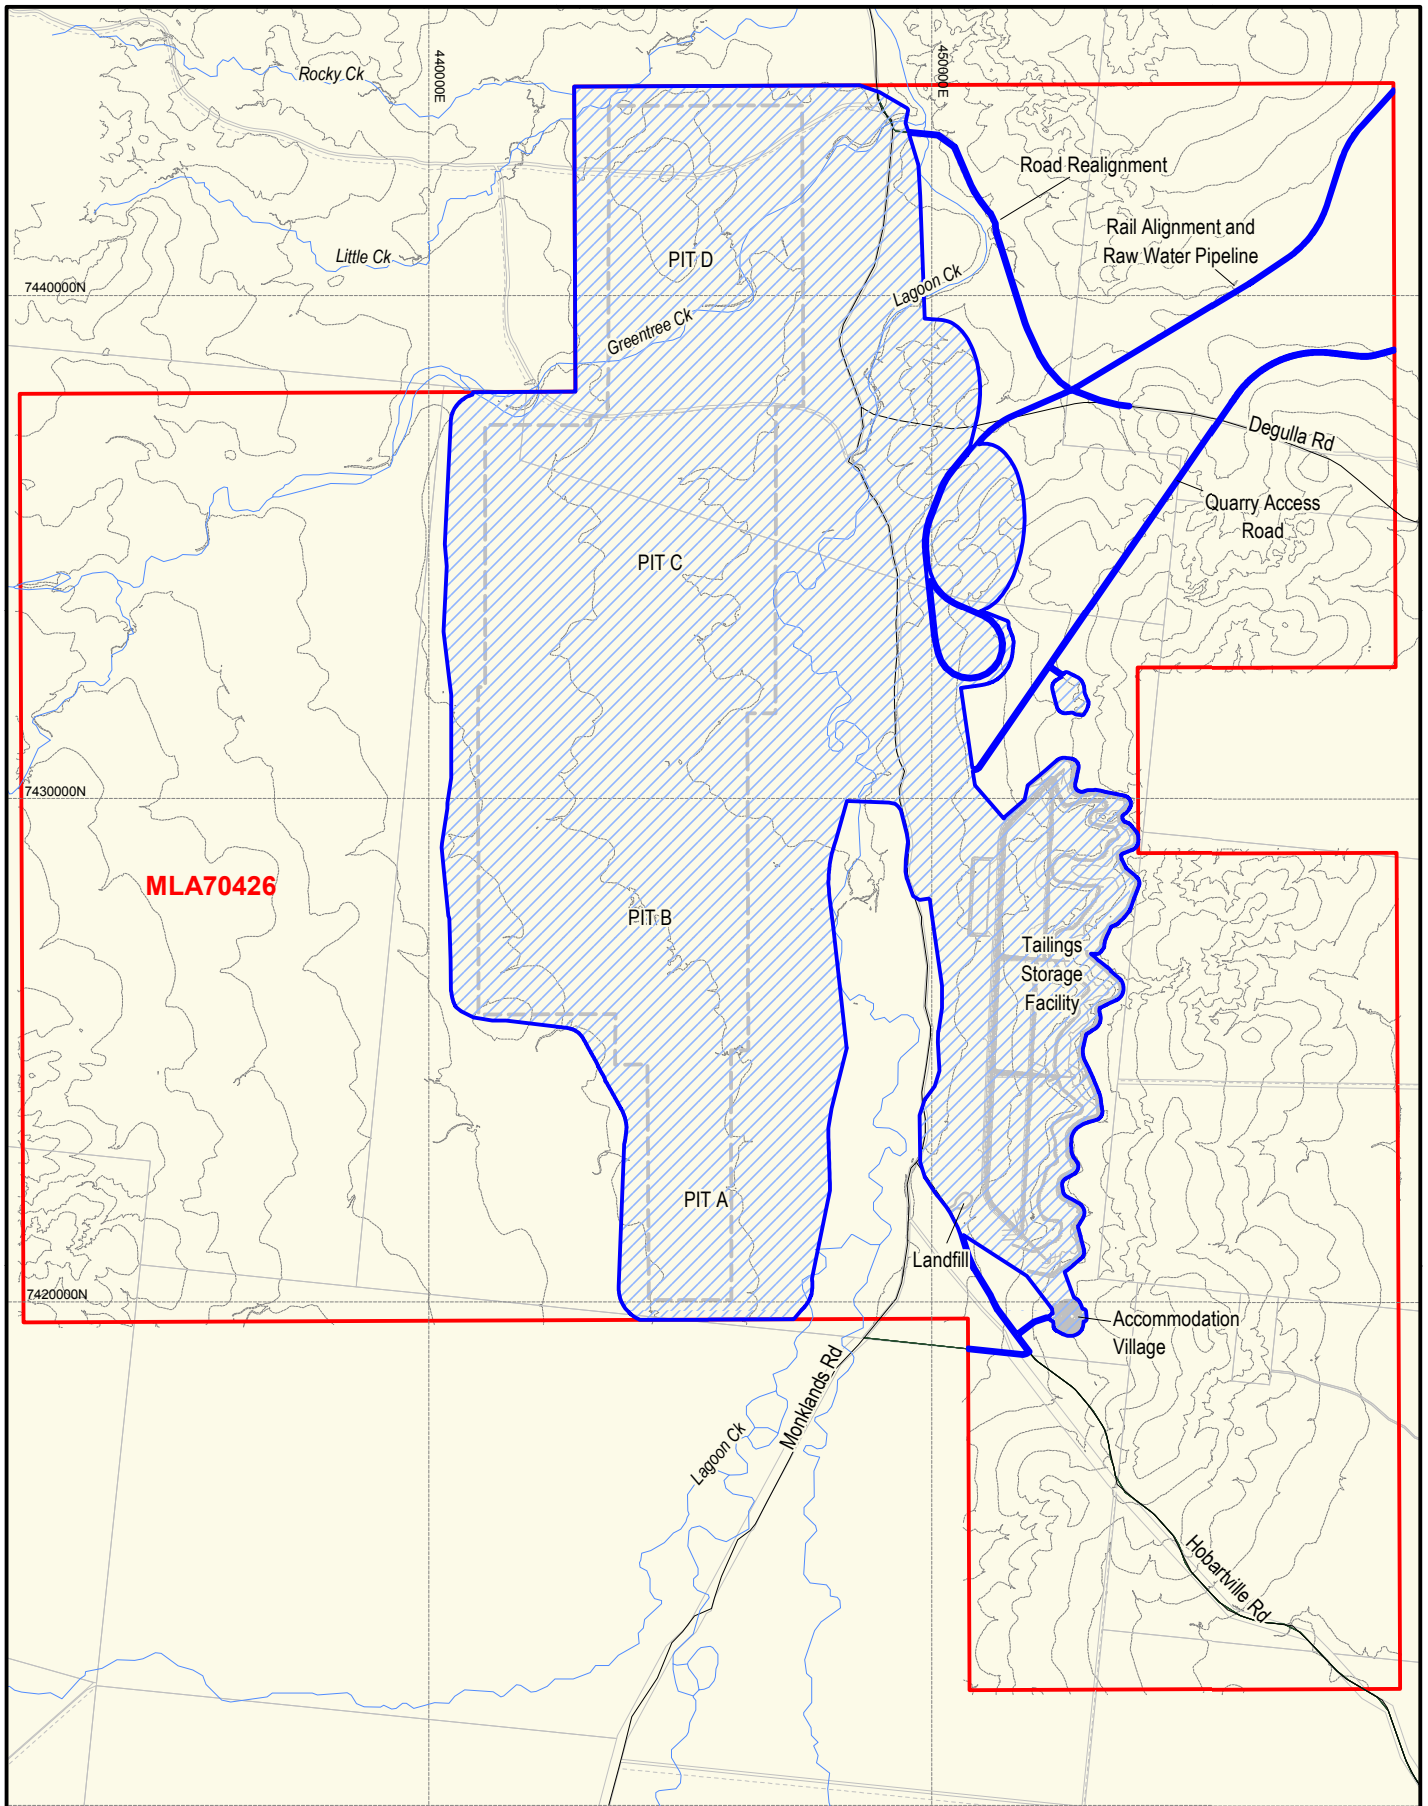 440000E
450000E
Rocky Ck
Road Realignment
Rail Alignment and
Raw Water Pipeline
Little Ck
PIT D
Lagoon Ck
7440000N
Greentree Ck
Degulla Rd
Quarry Access
Road
PIT C
7430000N
MLA70426
PIT B
Tailings
Storage
Facility
PIT A
Landfill
7420000N
Accommodation
Village
Monklands Rd
Lagoon Ck
Hobartville Rd